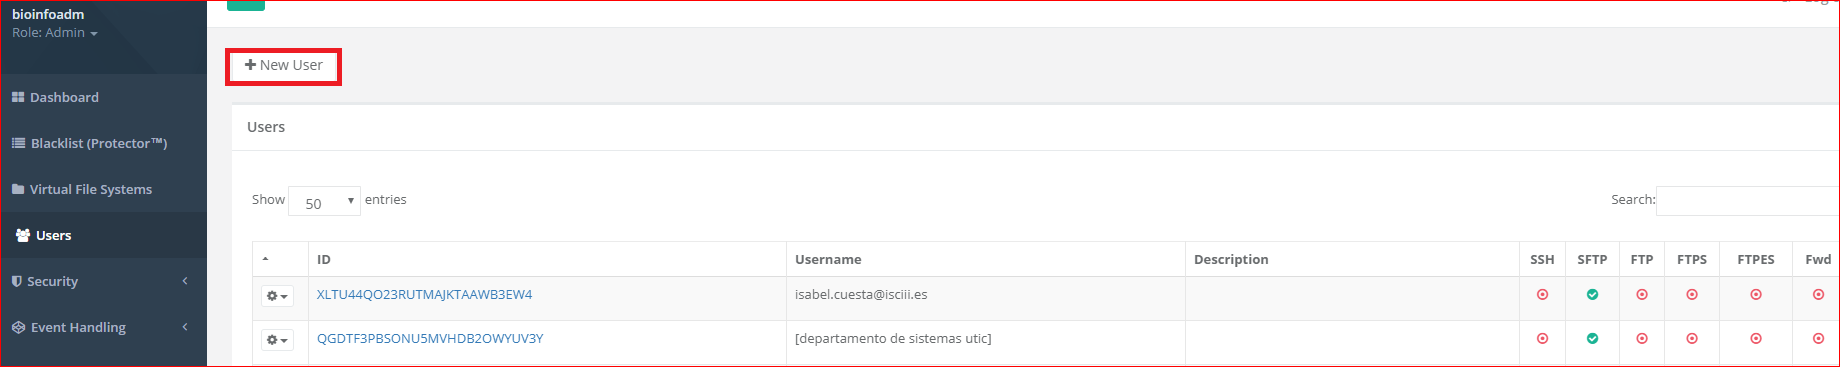 bioinfoadm
Role: Admin
New User
Dashboard
Blacklist (Protector™)
Virtual File Systems
Users
Security
Event Handling
Users
Show 50 entries
Search:
ID Username Description SSH SFTP FTP FTPS FTPES Fwd
XLTU44QO23RUTMAJKTAAWB3EW4 isabel.cuesta@isciii.es
QGDTF3PBSONU5MVHDB2OWYUV3Y [departamento de sistemas utic]